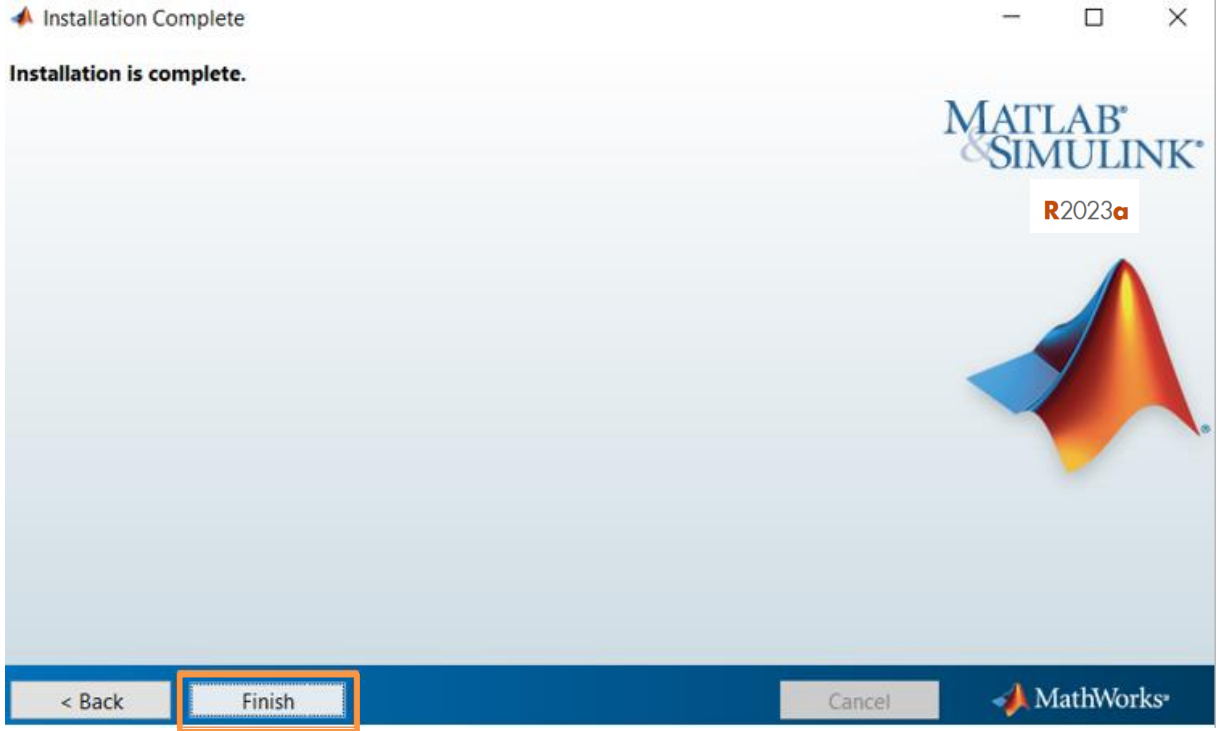 Installation Complete
Installation is complete.
MATLAB®
&SIMULINK®
R2023a
®
< Back
Finish
Cancel
MathWorks®